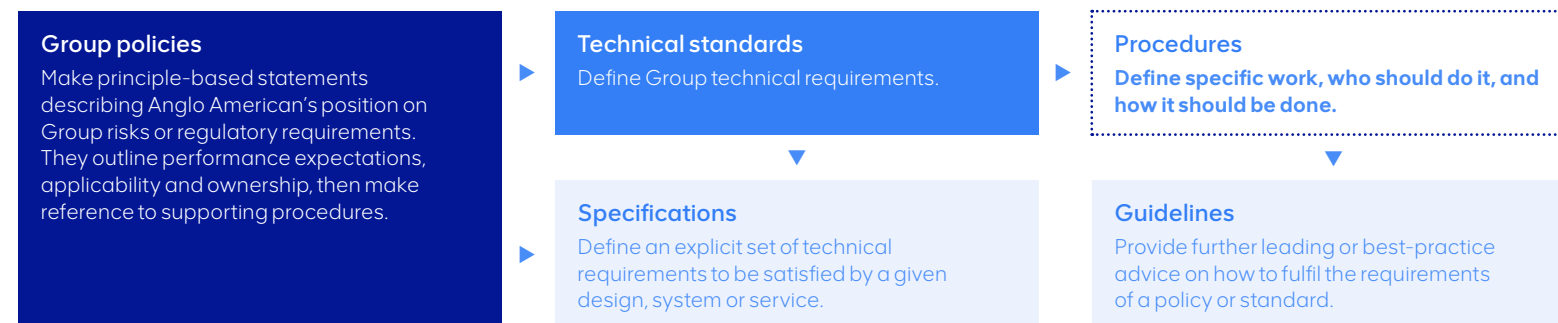 Group policies
Make principle-based statements
describing Anglo American’s position on
Group risks or regulatory requirements.
They outline performance expectations,
applicability and ownership, then make
reference to supporting procedures.
Technical standards
Define Group technical requirements.
Specifications
Define an explicit set of technical
requirements to be satisfied by a given
design, system or service.
Procedures
Define specific work, who should do it, and
how it should be done.
Guidelines
Provide further leading or best-practice
advice on how to fulfil the requirements
of a policy or standard.